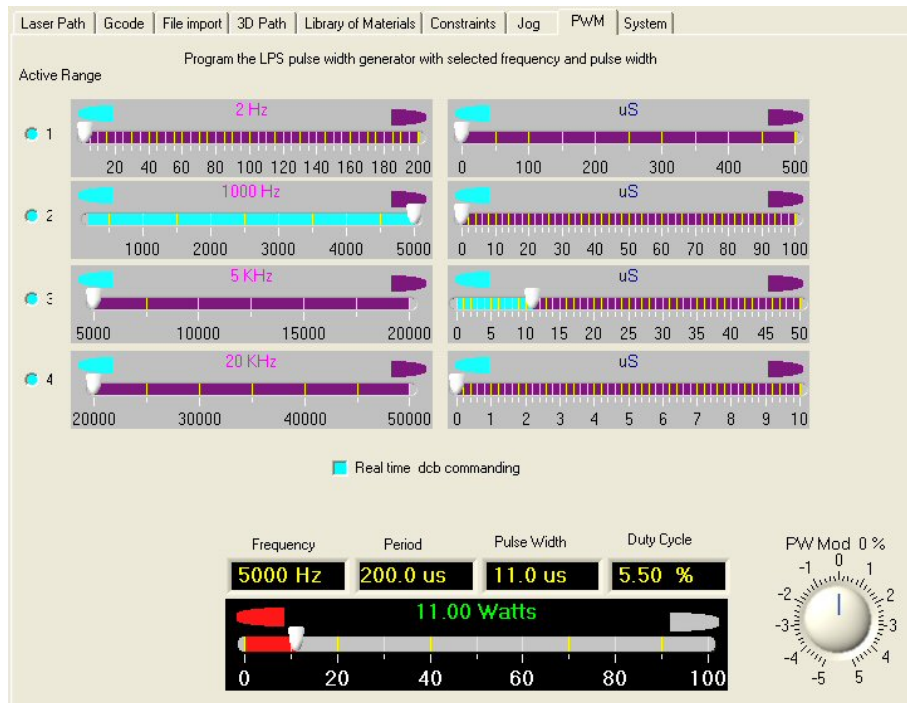 Laser Path Gcode File import 3D Path Library of Materials Constraints Jog PWM System
Program the LPS pulse width generator with selected frequency and pulse width
Active Range
1
2 Hz
20 40 60 80 100 120 140 160 180 200
uS
0 100 200 300 400 500
2
1000 Hz
1000 2000 3000 4000 5000
uS
0 10 20 30 40 50 60 70 80 90 100
3
5 KHz
5000 10000 15000 20000
uS
0 5 10 15 20 25 30 35 40 45 50
4
20 KHz
20000 30000 40000 50000
uS
0 1 2 3 4 5 6 7 8 9 10
Real time dcb commanding
Frequency Period Pulse Width Duty Cycle
5000 Hz 200.0 us 11.0 us 5.50 %
11.00 Watts
0 20 40 60 80 100
PW Mod 0 %
-1 0 1
-2 2
-3 3
-4 4
-5 5